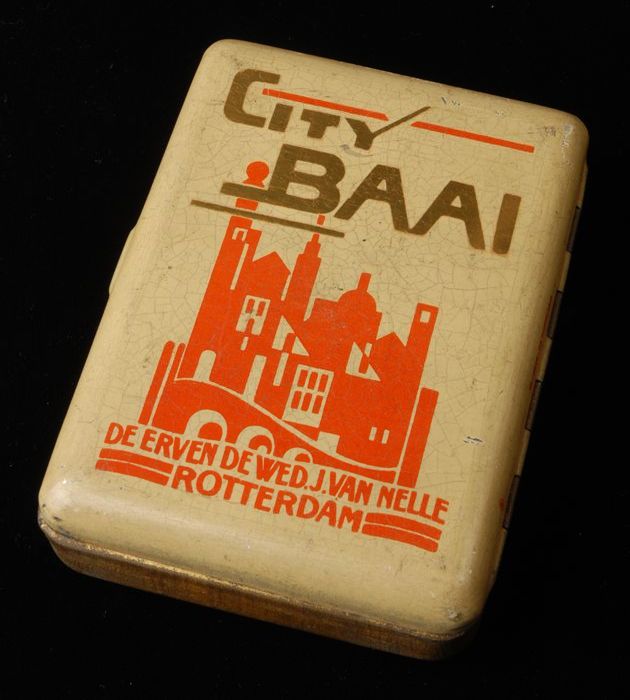 CITY
BAAI
DE ERVEN DE WED. J. VAN NELLE
ROTTERDAM